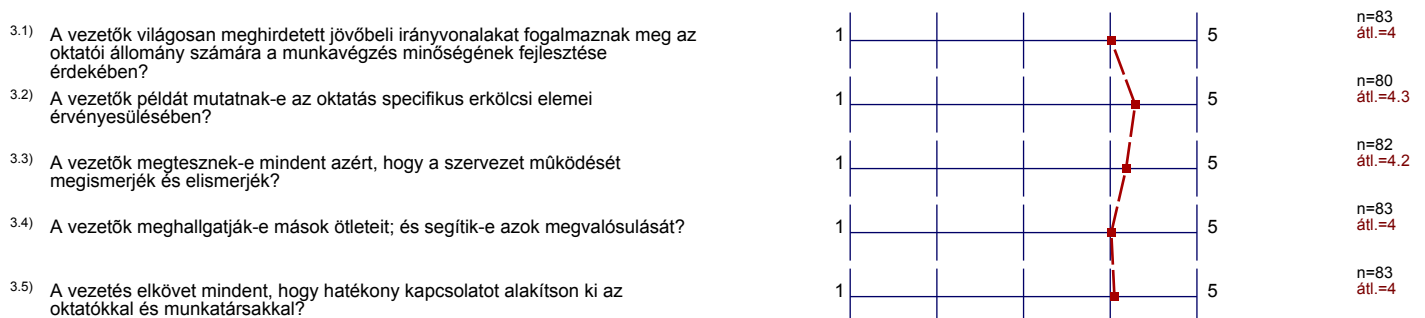 3.1) A vezetők világosan meghirdetett jövőbeli irányvonalakat fogalmaznak meg az
oktatói állomány számára a munkavégzés minőségének fejlesztése
érdekében?
1
5
n=83
átl.=4
3.2) A vezetők példát mutatnak-e az oktatás specifikus erkölcsi elemei
érvényesülésében?
1
5
n=80
átl.=4.3
3.3) A vezetõk megtesznek-e mindent azért, hogy a szervezet mûködését
megismerjék és elismerjék?
1
5
n=82
átl.=4.2
3.4) A vezetõk meghallgatják-e mások ötleteit; és segítik-e azok megvalósulását?
1
5
n=83
átl.=4
3.5) A vezetés elkövet mindent, hogy hatékony kapcsolatot alakítson ki az
oktatókkal és munkatársakkal?
1
5
n=83
átl.=4